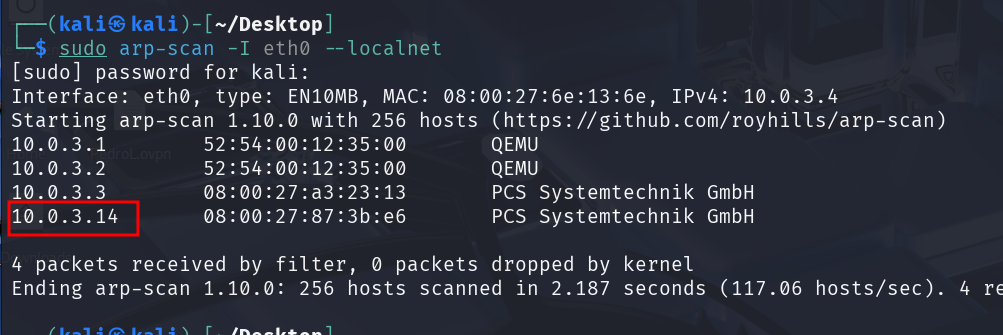 ┌──(kali㉿kali)-[~/Desktop]
└─$ sudo arp-scan -I eth0 --localnet
[sudo] password for kali:
Interface: eth0, type: EN10MB, MAC: 08:00:27:6e:13:6e, IPv4: 10.0.3.4
Starting arp-scan 1.10.0 with 256 hosts (https://github.com/royhills/arp-scan)
10.0.3.1 52:54:00:12:35:00 QEMU
10.0.3.2 52:54:00:12:35:00 QEMU
10.0.3.3 08:00:27:a3:23:13 PCS Systemtechnik GmbH
10.0.3.14 08:00:27:87:3b:e6 PCS Systemtechnik GmbH
4 packets received by filter, 0 packets dropped by kernel
Ending arp-scan 1.10.0: 256 hosts scanned in 2.187 seconds (117.06 hosts/sec). 4 re
(kali㉿kali)-[~/Desktop]